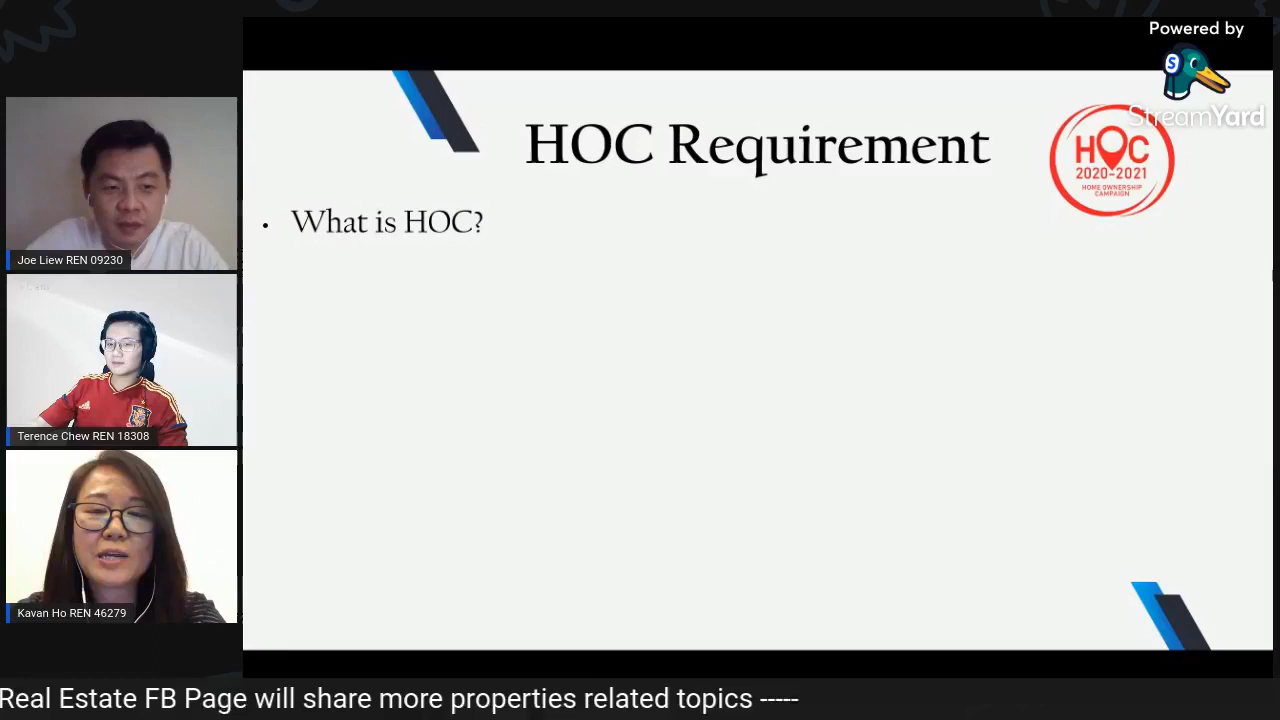 Powered by
S
StreamYard
HOC Requirement
HOC
2020-2021
HOME OWNERSHIP
CAMPAIGN
• What is HOC?
Joe Liew REN 09230
Terence Chew REN 18308
Kavan Ho REN 46279
Real Estate FB Page will share more properties related topics -----